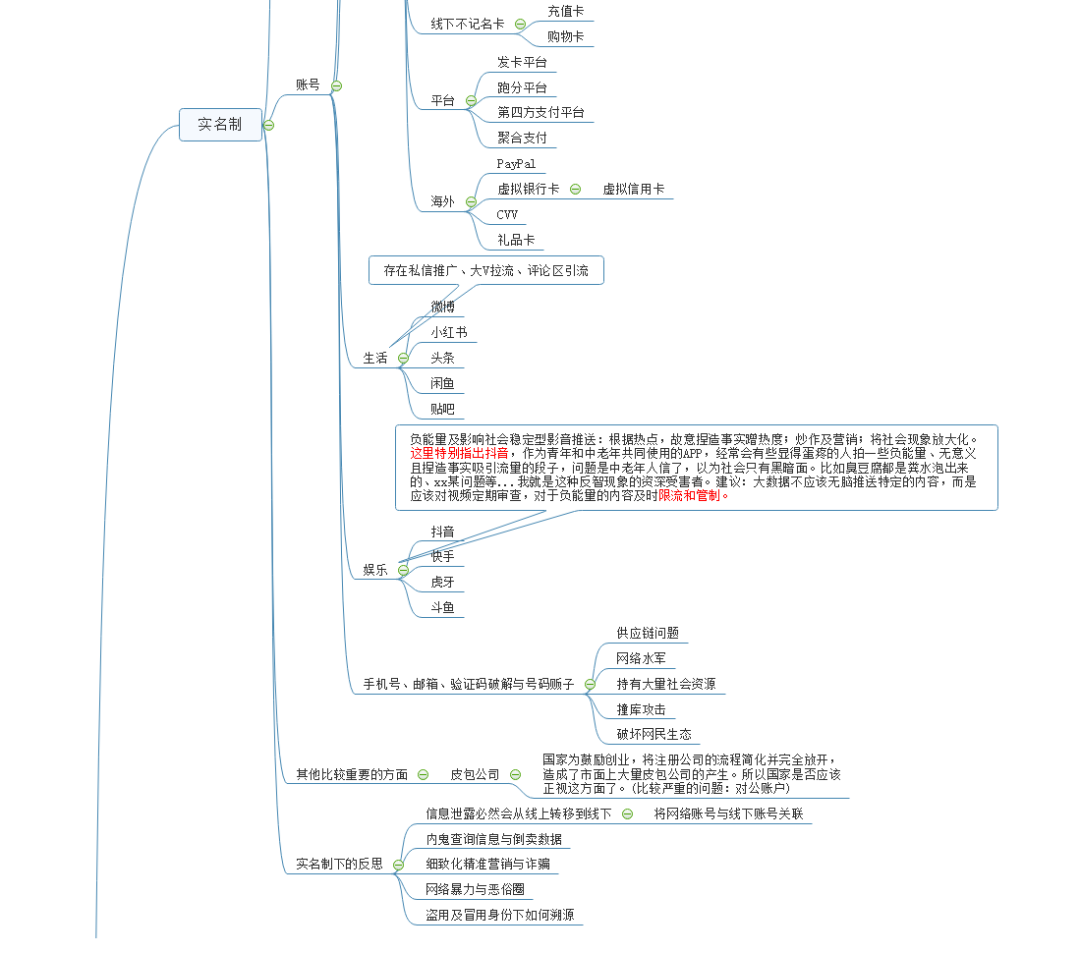 充值卡
线下不记名卡
购物卡
发卡平台
账号
跑分平台
平台
第四方支付平台
实名制
聚合支付
PayPal
虚拟银行卡
虚拟信用卡
海外
CVV
礼品卡
存在私信推广、大V拉流、评论区引流
微博
小红书
生活
头条
闲鱼
贴吧
负能量及影响社会稳定型影音推送：根据热点，故意捏造事实蹭热度；炒作及营销；将社会现象放大化。
这里特别指出抖音，作为青年和中老年共同使用的APP，经常会有些显得蛋疼的人拍一些负能量、无意义
且捏造事实吸引流量的段子，问题是中老年人信了，以为社会只有黑暗面。比如臭豆腐都是粪水泡出来
的、xx某问题等...我就是这种反智现象的资深受害者。建议：大数据不应该无脑推送特定的内容，而是
应该对视频定期审查，对于负能量的内容及时限流和管制。
抖音
快手
娱乐
虎牙
斗鱼
供应链问题
网络水军
手机号、邮箱、验证码破解与号码贩子
持有大量社会资源
撞库攻击
破坏网民生态
国家为鼓励创业，将注册公司的流程简化并完全放开，
其他比较重要的方面
皮包公司
造成了市面上大量皮包公司的产生。所以国家是否应该
正视这方面了。(比较严重的问题：对公账户)
信息泄露必然会从线上转移到线下
将网络账号与线下账号关联
内鬼查询信息与倒卖数据
实名制下的反思
细致化精准营销与诈骗
网络暴力与恶俗圈
盗用及冒用身份下如何溯源